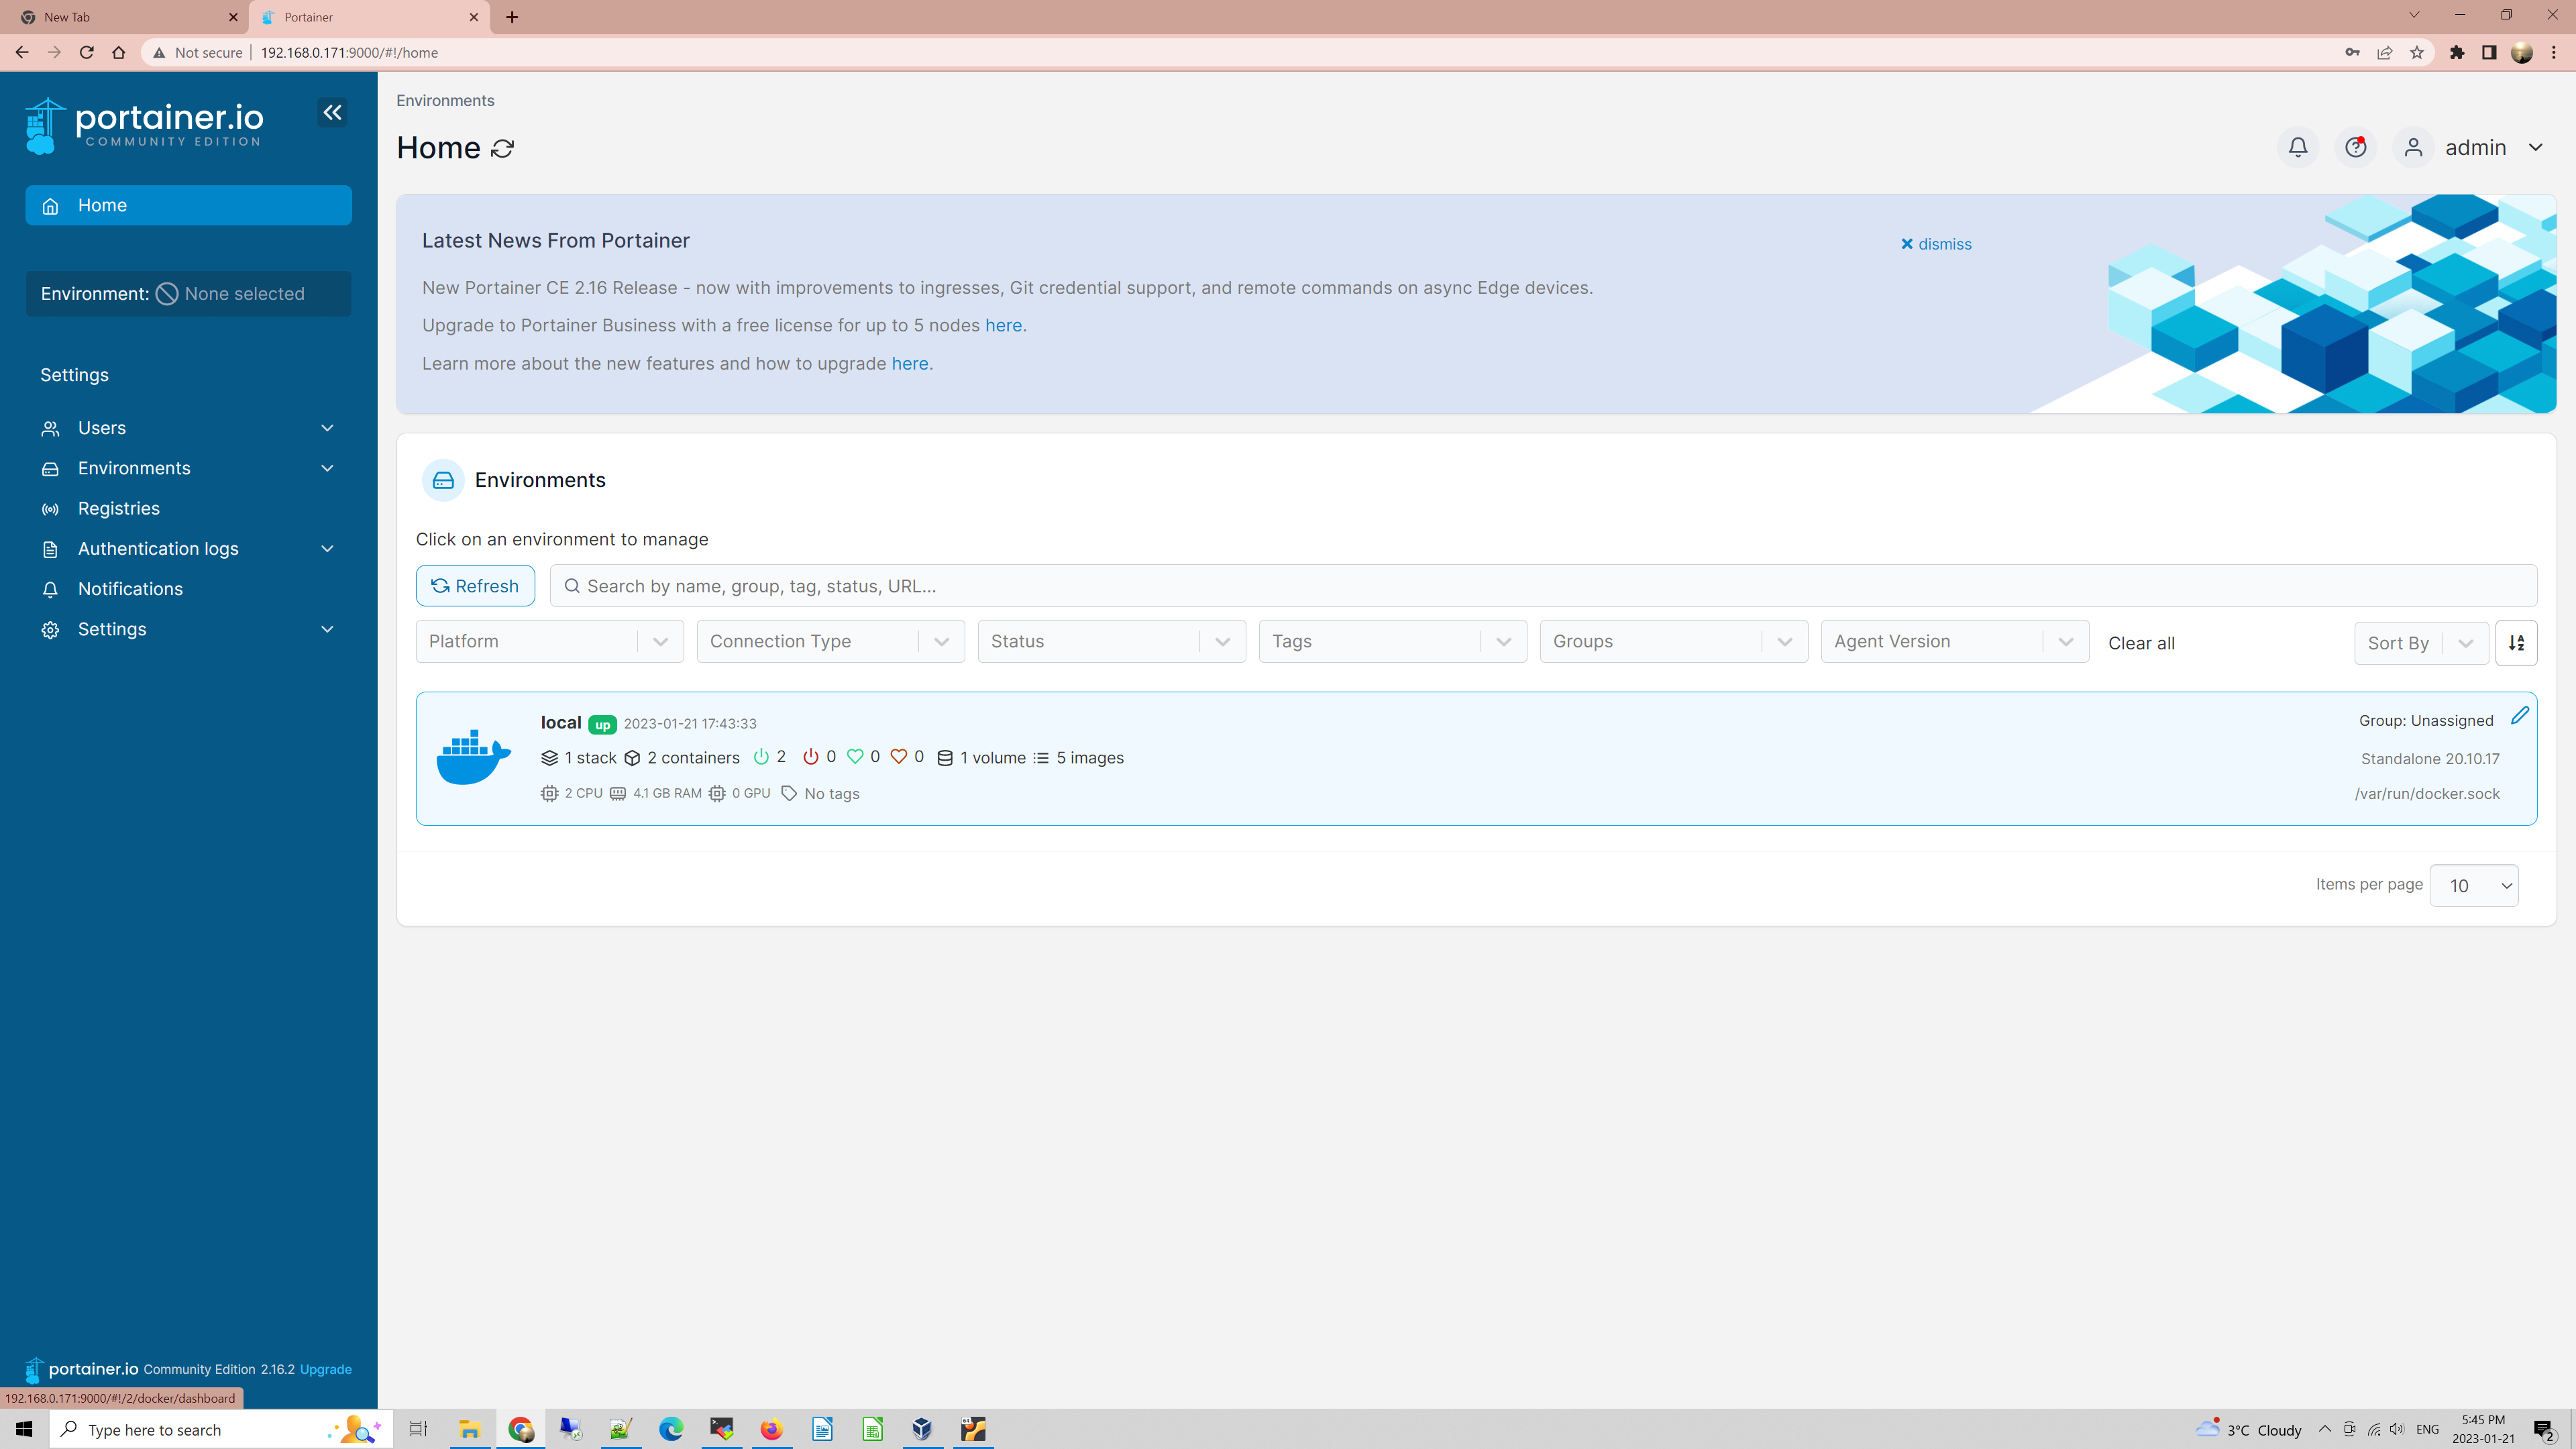 New Tab
Portainer
Not secure
192.168.0.171:9000/#!/home
portainer.io
COMMUNITY EDITION
Home
Environment: None selected
Settings
Users
Environments
Registries
Authentication logs
Notifications
Settings
portainer.io Community Edition 2.16.2 Upgrade
192.168.0.171:9000/#!/2/docker/dashboard
Environments
Home
admin
Latest News From Portainer
dismiss
New Portainer CE 2.16 Release - now with improvements to ingresses, Git credential support, and remote commands on async Edge devices.
Upgrade to Portainer Business with a free license for up to 5 nodes here.
Learn more about the new features and how to upgrade here.
Environments
Click on an environment to manage
Refresh
Search by name, group, tag, status, URL...
Platform
Connection Type
Status
Tags
Groups
Agent Version
Clear all
Sort By
local up 2023-01-21 17:43:33
Group: Unassigned
1 stack 2 containers 2 0 0 0 1 volume 5 images
Standalone 20.10.17
2 CPU 4.1 GB RAM 0 GPU No tags
/var/run/docker.sock
Items per page 10
Type here to search
3°C Cloudy
ENG
5:45 PM
2023-01-21
2